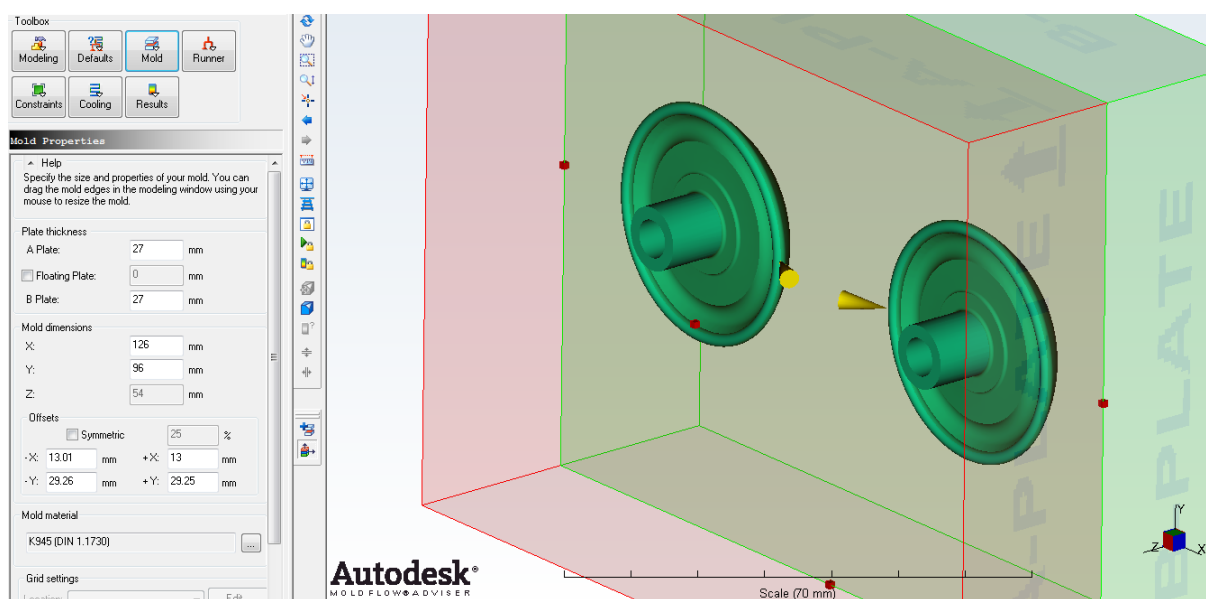 Toolbox
Modeling
Defaults
Mold
Runner
Constraints
Cooling
Results
Mold Properties
Help
Specify the size and properties of your mold. You can
drag the mold edges in the modeling window using your
mouse to resize the mold.
Plate thickness
A Plate: 27 mm
Floating Plate: 0 mm
B Plate: 27 mm
Mold dimensions
X: 126 mm
Y: 96 mm
Z: 54 mm
Offsets
Symmetric 25 %
-X: 13.01 mm +X: 13 mm
-Y: 29.26 mm +Y: 29.25 mm
Mold material
K945 (DIN 1.1730) ...
Grid settings
Location: Edit
A-PLATE
B-PLATE
Autodesk®
MOLDFLOW® ADVISER
Scale (70 mm)
Y
Z
X